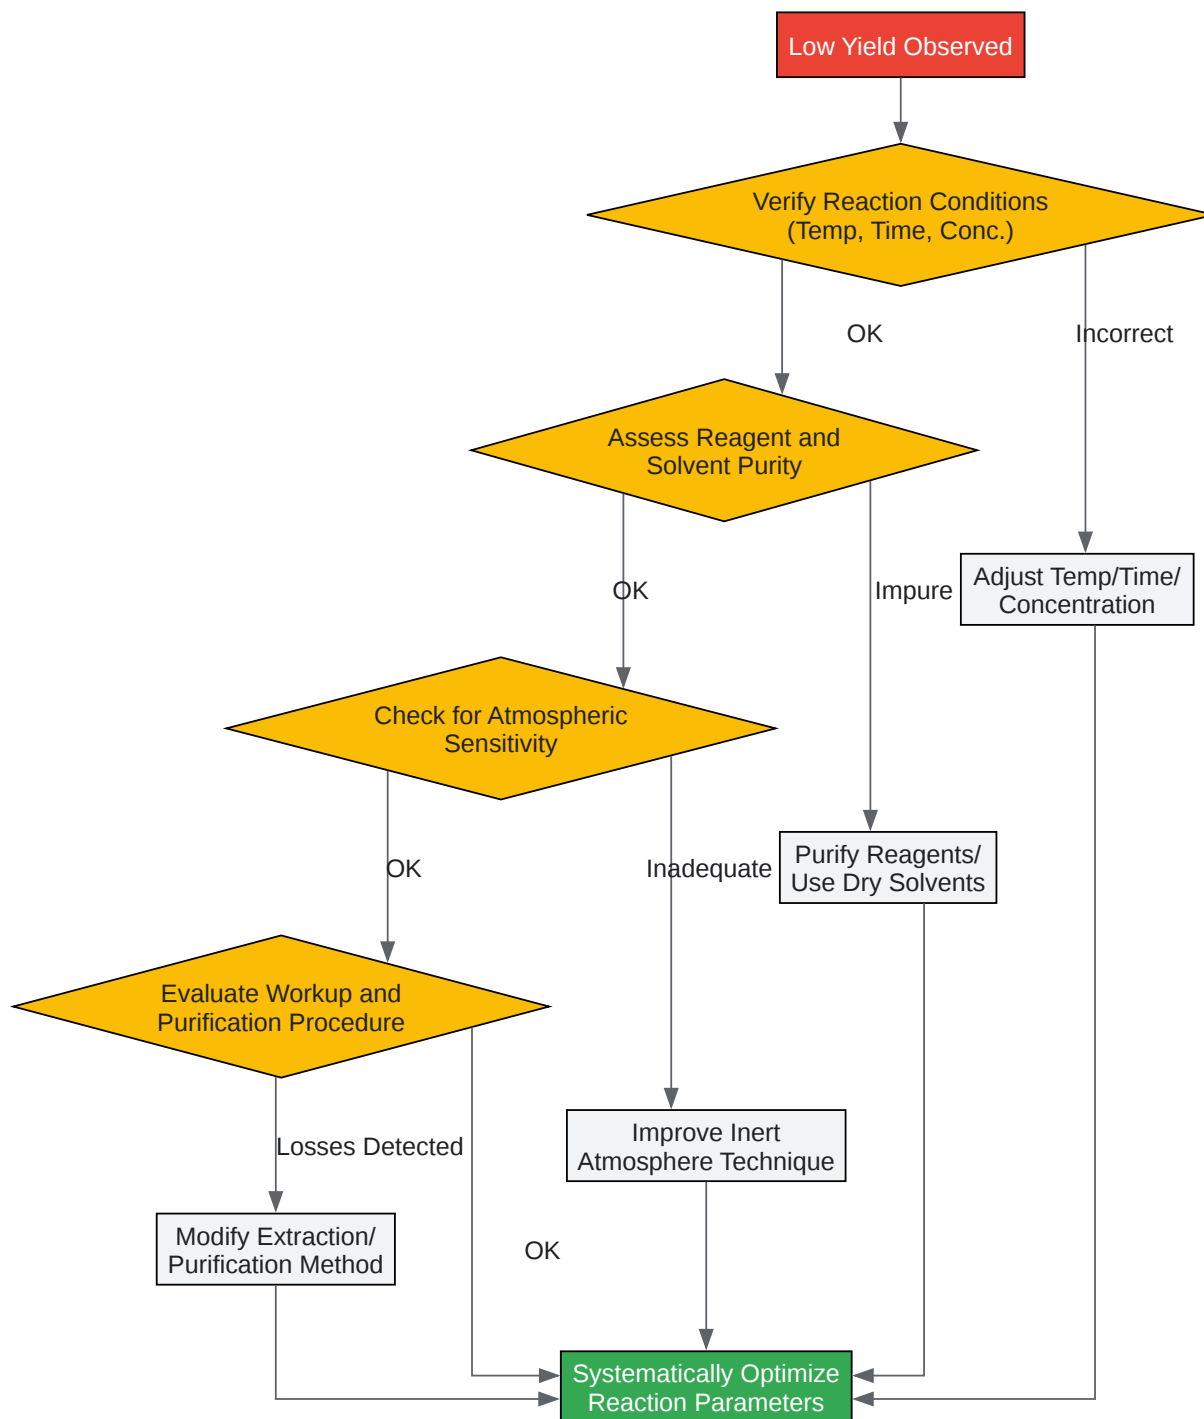 Low Yield Observed
Verify Reaction Conditions
(Temp, Time, Conc.)
OK
Incorrect
Assess Reagent and
Solvent Purity
OK
Impure
Adjust Temp/Time/
Concentration
Check for Atmospheric
Sensitivity
OK
Inadequate
Purify Reagents/
Use Dry Solvents
Evaluate Workup and
Purification Procedure
Losses Detected
Improve Inert
Atmosphere Technique
Modify Extraction/
Purification Method
OK
Systematically Optimize
Reaction Parameters